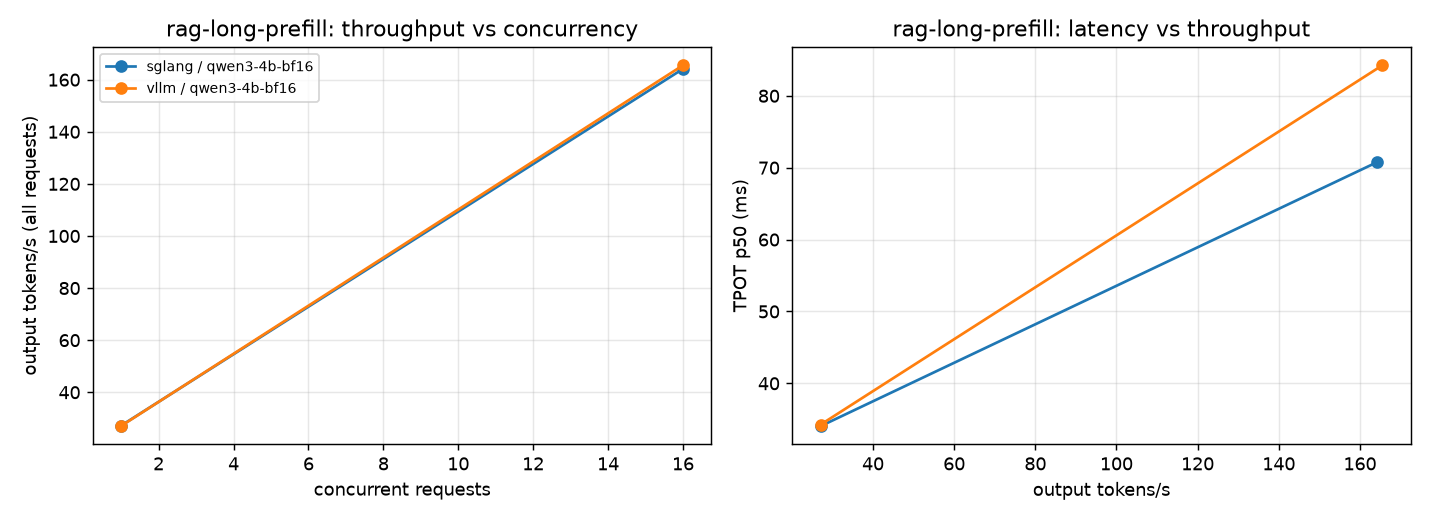 rag-long-prefill: throughput vs concurrency
sglang / qwen3-4b-bf16
vllm / qwen3-4b-bf16
output tokens/s (all requests)
160
140
120
100
80
60
40
2 4 6 8 10 12 14 16
concurrent requests
rag-long-prefill: latency vs throughput
TPOT p50 (ms)
80
70
60
50
40
40 60 80 100 120 140 160
output tokens/s